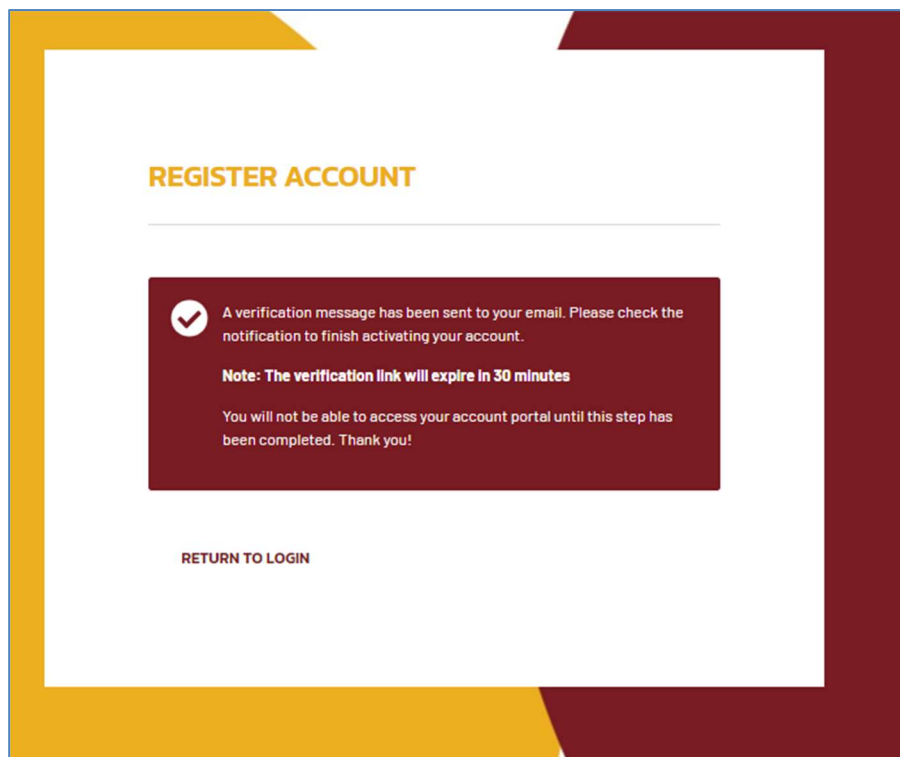 REGISTER ACCOUNT
A verification message has been sent to your email. Please check the
notification to finish activating your account.
Note: The verification link will expire in 30 minutes
You will not be able to access your account portal until this step has
been completed. Thank you!
RETURN TO LOGIN